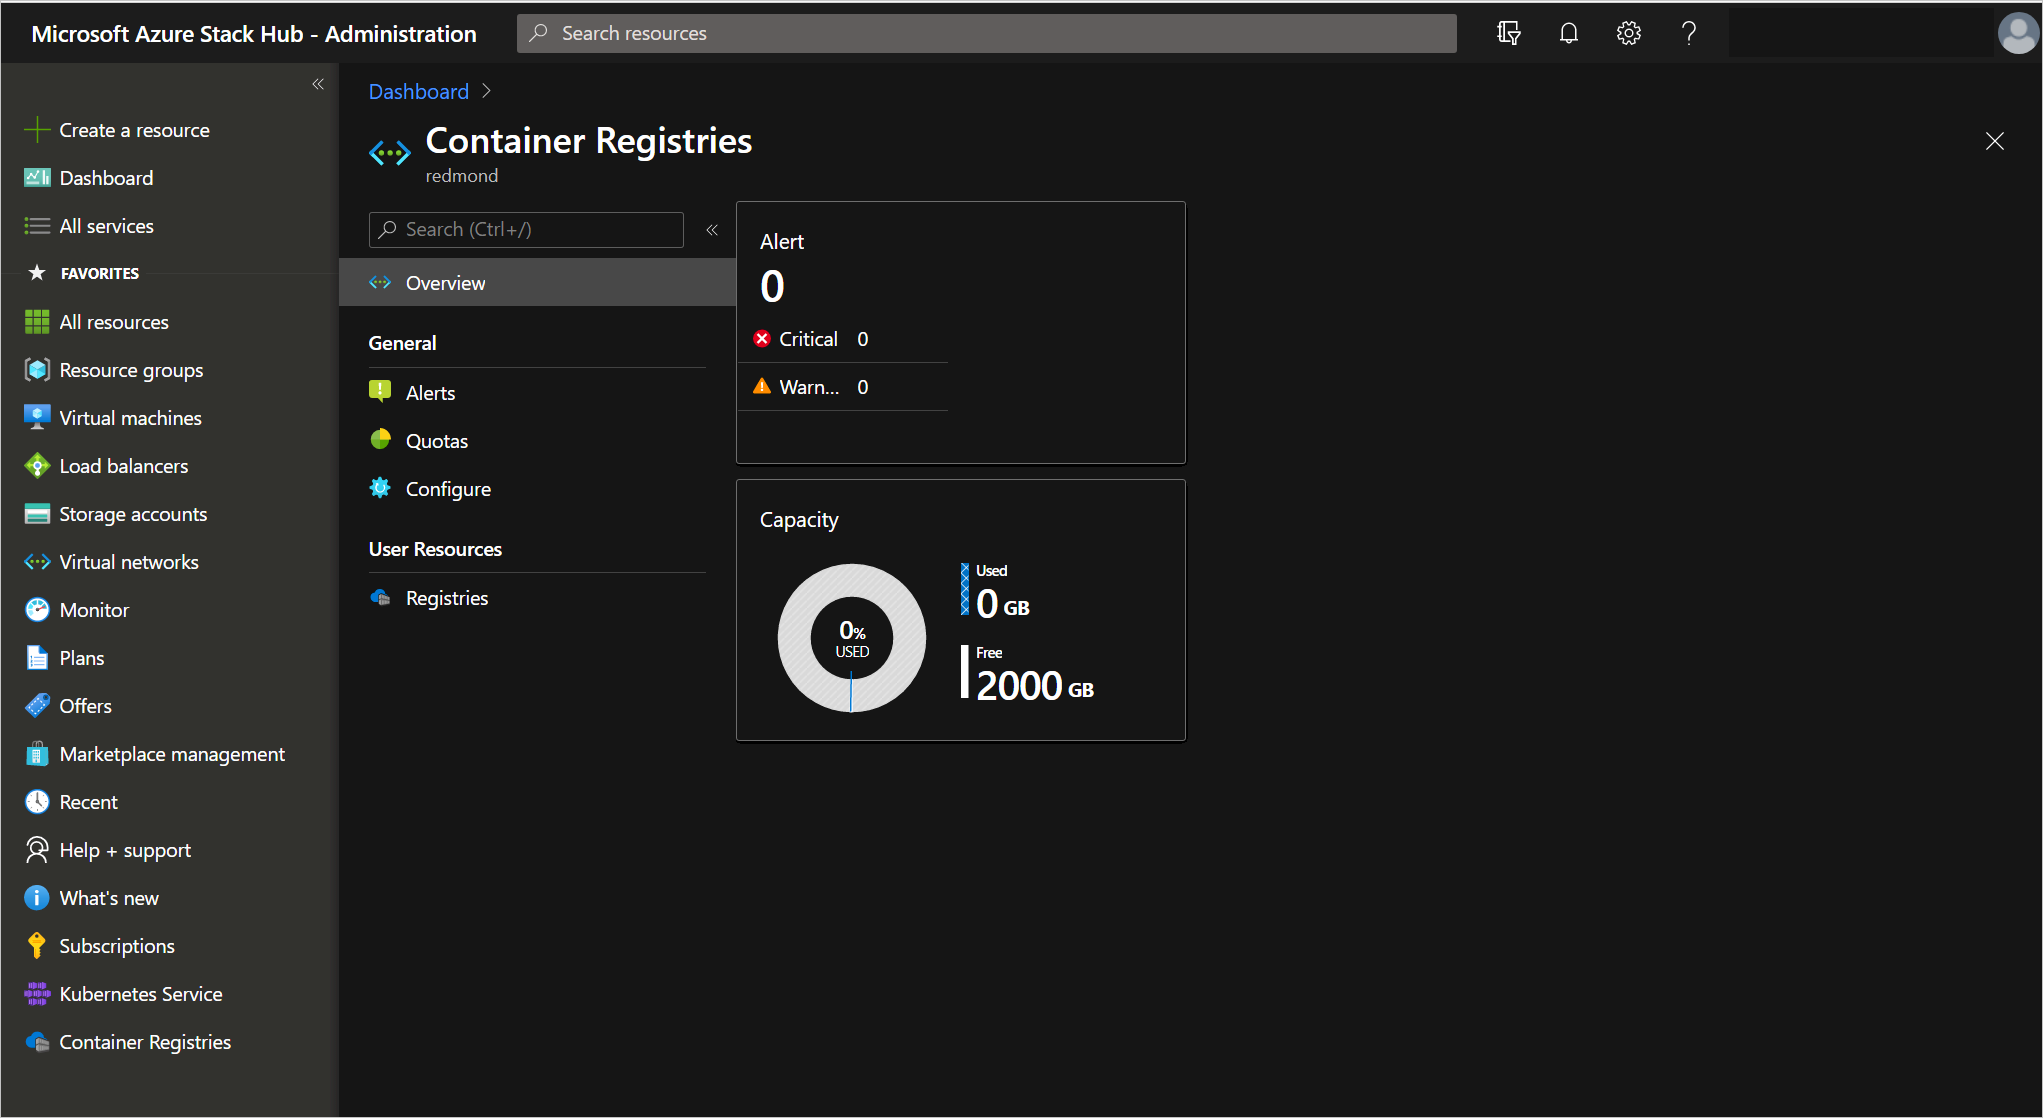 Microsoft Azure Stack Hub - Administration
Search resources
Create a resource
Dashboard
All services
FAVORITES
All resources
Resource groups
Virtual machines
Load balancers
Storage accounts
Virtual networks
Monitor
Plans
Offers
Marketplace management
Recent
Help + support
What's new
Subscriptions
Kubernetes Service
Container Registries
Dashboard
Container Registries
redmond
Search (Ctrl+/)
Overview
General
Alerts
Quotas
Configure
User Resources
Registries
Alert
0
Critical 0
Warn... 0
Capacity
0%
USED
Used
0 GB
Free
2000 GB